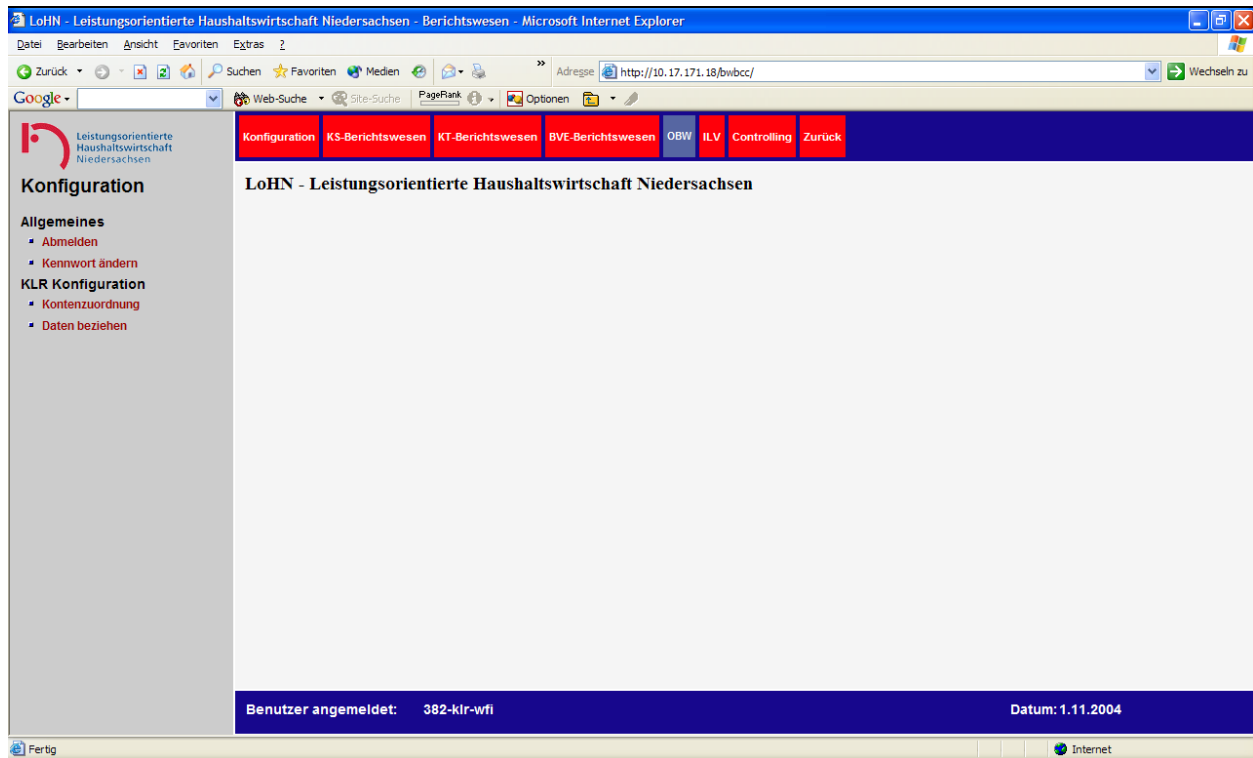 LoHN - Leistungsorientierte Haushaltswirtschaft Niedersachsen - Berichtswesen - Microsoft Internet Explorer
Datei Bearbeiten Ansicht Favoriten Extras ?
Zurück Suchen Favoriten Medien » Adresse http://10.17.171.18/bwbcc/ Wechseln zu
Google Web-Suche Site-Suche PageRank Optionen
Leistungsorientierte
Haushaltswirtschaft
Niedersachsen
Konfiguration KS-Berichtswesen KT-Berichtswesen BVE-Berichtswesen OBW ILV Controlling Zurück
Konfiguration
LoHN - Leistungsorientierte Haushaltswirtschaft Niedersachsen
Allgemeines
Abmelden
Kennwort ändern
KLR Konfiguration
Kontenzuordnung
Daten beziehen
Benutzer angemeldet: 382-klr-wfi Datum: 1.11.2004
Fertig Internet